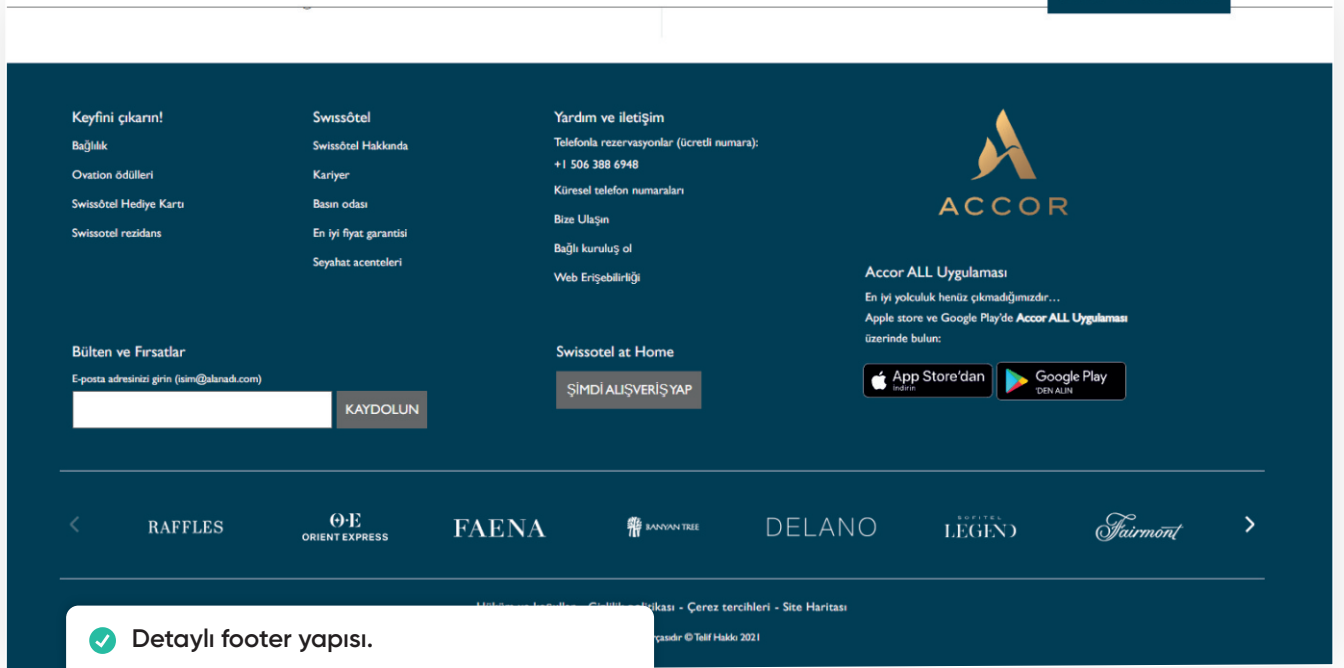 Keyfini çıkarın!
Bağlılık
Ovation ödülleri
Swissôtel Hediye Kartı
Swissotel rezidans
Swissôtel
Swissôtel Hakkında
Kariyer
Basın odası
En iyi fiyat garantisi
Seyahat acenteleri
Yardım ve iletişim
Telefonla rezervasyonlar (ücretli numara):
+1 506 388 6948
Küresel telefon numaraları
Bize Ulaşın
Bağlı kuruluş ol
Web Erişebilirliği
ACCOR
Accor ALL Uygulaması
En iyi yolculuk henüz çıkmadığımızdır...
Apple store ve Google Play'de Accor ALL Uygulaması
üzerinde bulun:
App Store'dan
indirin
Google Play
'DEN ALIN
Bülten ve Fırsatlar
E-posta adresinizi girin (isim@alanadı.com)
KAYDOLUN
Swissotel at Home
ŞİMDİ ALIŞVERİŞ YAP
RAFFLES
O·E
ORIENT EXPRESS
FAENA
BANYAN TREE
DELANO
SOFITEL
LEGEND
Fairmont
- Çerez tercihleri - Site Haritası
© Telif Hakkı 2021
Detaylı footer yapısı.